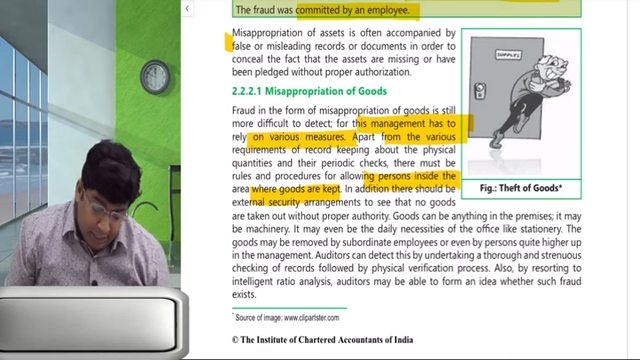 The fraud was committed by an employee.
Misappropriation of assets is often accompanied by
false or misleading records or documents in order to
conceal the fact that the assets are missing or have
been pledged without proper authorization.
2.2.2.1 Misappropriation of Goods
Fraud in the form of misappropriation of goods is still
more difficult to detect; for this management has to
rely on various measures. Apart from the various
requirements of record keeping about the physical
quantities and their periodic checks, there must be
rules and procedures for allowing persons inside the
area where goods are kept. In addition there should be
external security arrangements to see that no goods
are taken out without proper authority. Goods can be anything in the premises; it may
be machinery. It may even be the daily necessities of the office like stationery. The
goods may be removed by subordinate employees or even by persons quite higher up
in the management. Auditors can detect this by undertaking a thorough and strenuous
checking of records followed by physical verification process. Also, by resorting to
intelligent ratio analysis, auditors may be able to form an idea whether such fraud
exists.
SUPPLIES
Fig.: Theft of Goods*
* Source of image: www.clipartster.com
© The Institute of Chartered Accountants of India